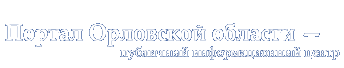 Портал Орловской области —
публичный информационный центр